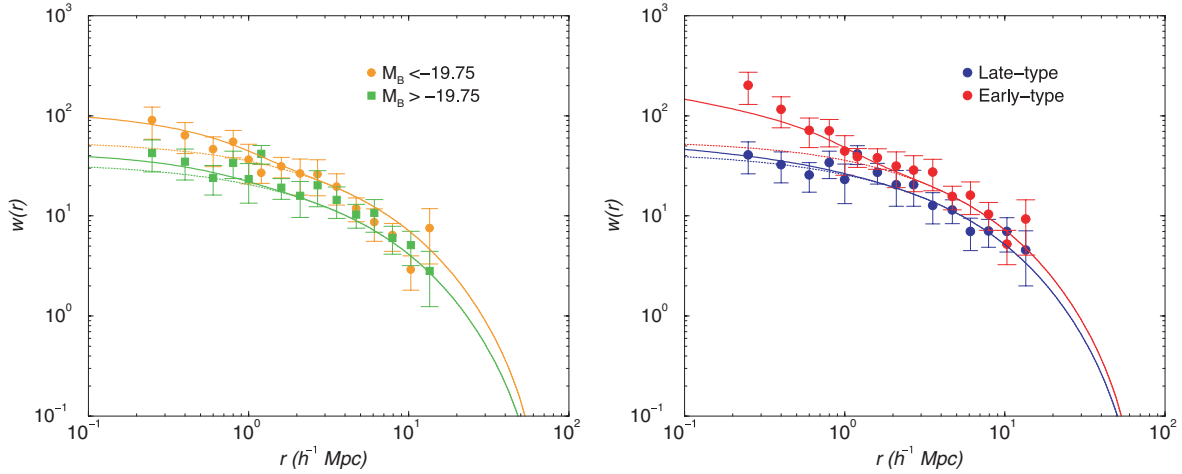 10³
10²
10¹
10⁰
10⁻¹
w(r)
M_B <−19.75
M_B >−19.75
10⁻¹
10⁰
10¹
10²
r (h⁻¹ Mpc)
10³
10²
10¹
10⁰
10⁻¹
w(r)
Late−type
Early−type
10⁻¹
10⁰
10¹
10²
r (h⁻¹ Mpc)